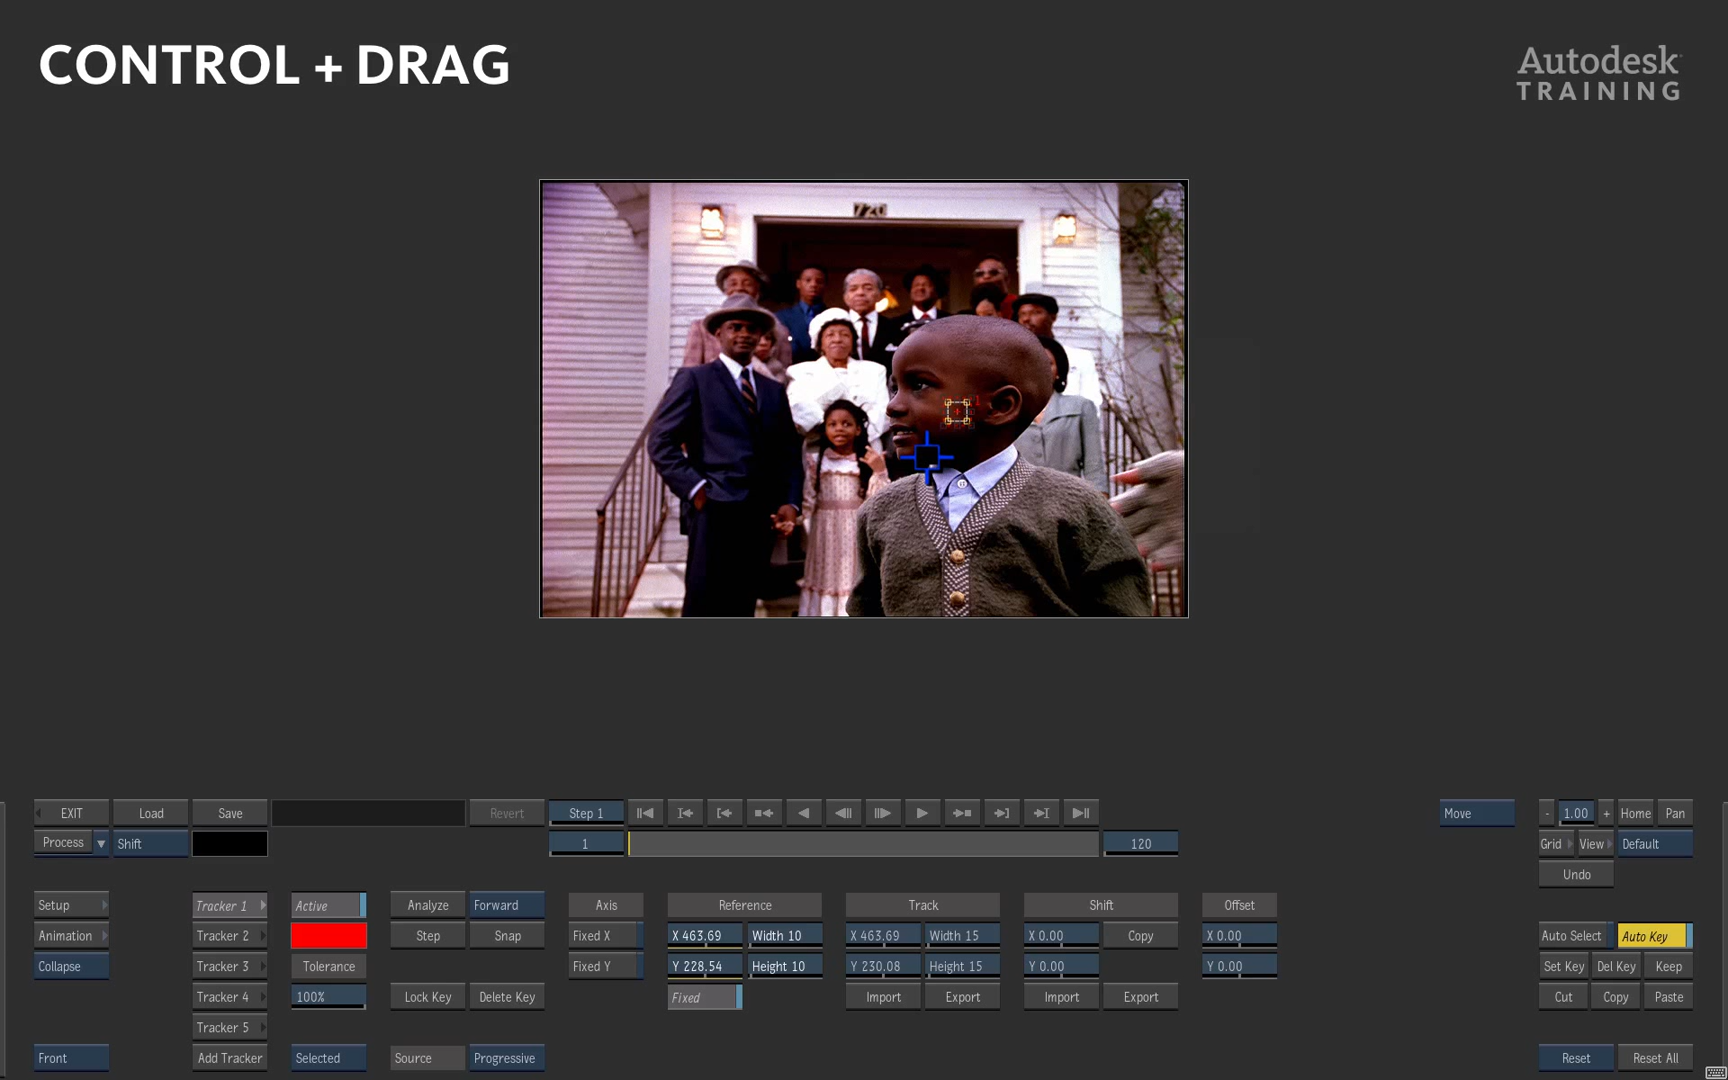 CONTROL + DRAG
Autodesk
TRAINING
720
EXIT Load Save Revert Step 1 Move - 1.00 + Home Pan
Process Shift 1 120 Grid View Default
Undo
Setup Tracker 1 Active Analyze Forward Axis Reference Track Shift Offset
Animation Tracker 2 Step Snap Fixed X X 463.69 Width 10 X 463.69 Width 15 X 0.00 Copy X 0.00 Auto Select Auto Key
Collapse Tracker 3 Tolerance Fixed Y Y 228.54 Height 10 Y 230.08 Height 15 Y 0.00 Y 0.00 Set Key Del Key Keep
Tracker 4 100% Lock Key Delete Key Fixed Import Export Import Export Cut Copy Paste
Tracker 5
Front Add Tracker Selected Source Progressive Reset Reset All